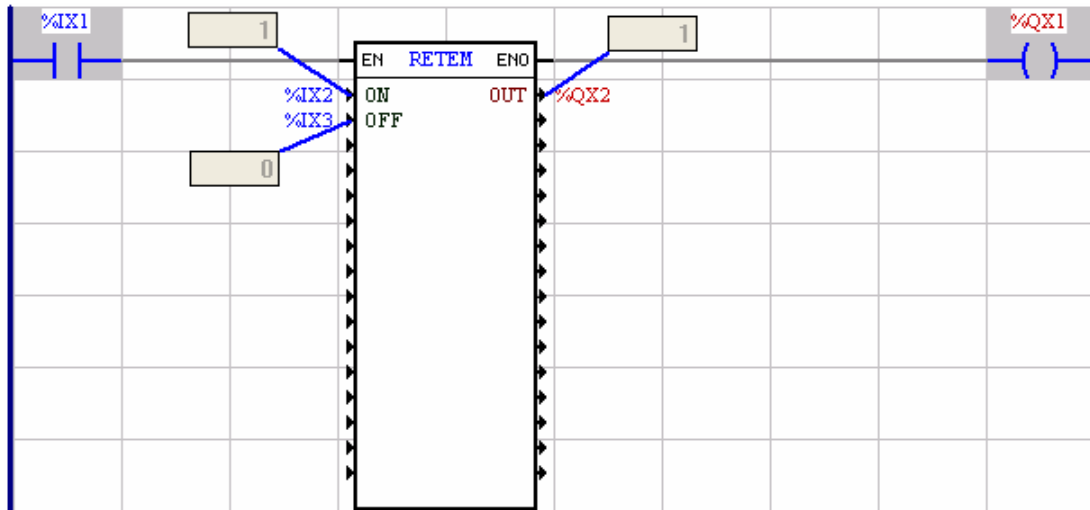 %IX1
1
1
%QX1
EN RETEM ENO
%IX2 ON OUT %QX2
%IX3 OFF
0